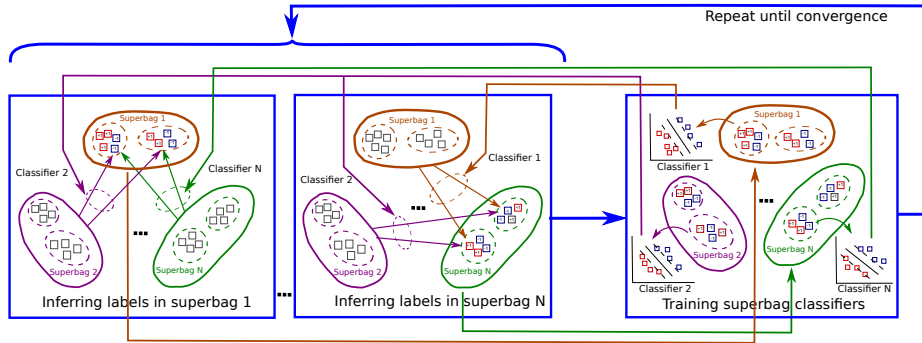 Repeat until convergence
Superbag 1
Classifier 2
Classifier N
...
Superbag 2
Superbag N
Inferring labels in superbag 1
...
Superbag 1
Classifier 2
Classifier 1
...
Superbag 2
Superbag N
Inferring labels in superbag N
Superbag 1
Classifier 1
...
Superbag 2
Superbag N
Classifier 2
Classifier N
Training superbag classifiers